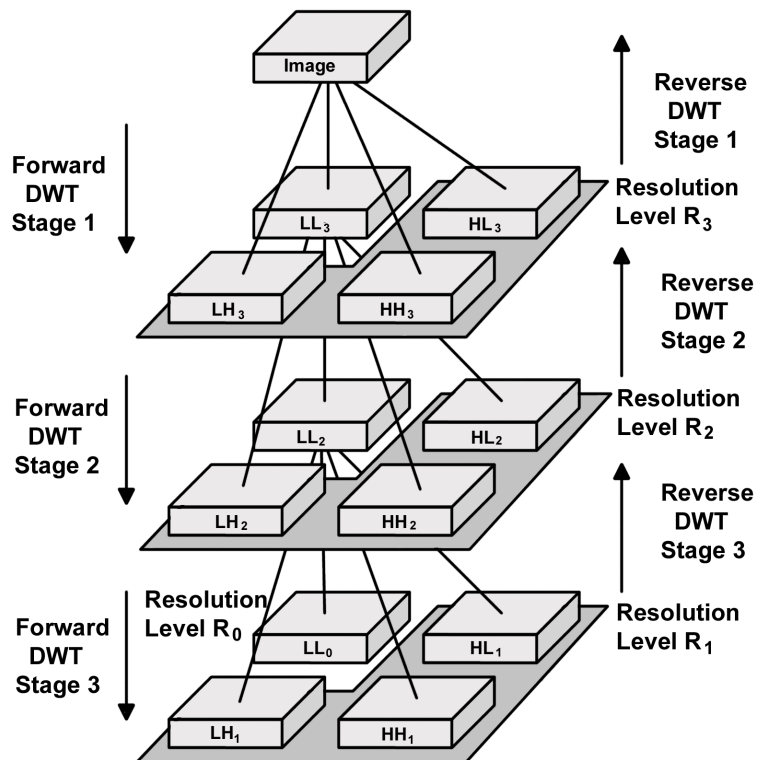 Image
Reverse
DWT
Stage 1
Forward
DWT
Stage 1
Resolution
Level R3
LL3
HL3
LH3
HH3
Reverse
DWT
Stage 2
Forward
DWT
Stage 2
Resolution
Level R2
LL2
HL2
LH2
HH2
Reverse
DWT
Stage 3
Resolution
Level R0
Forward
DWT
Stage 3
Resolution
Level R1
LL0
HL1
LH1
HH1